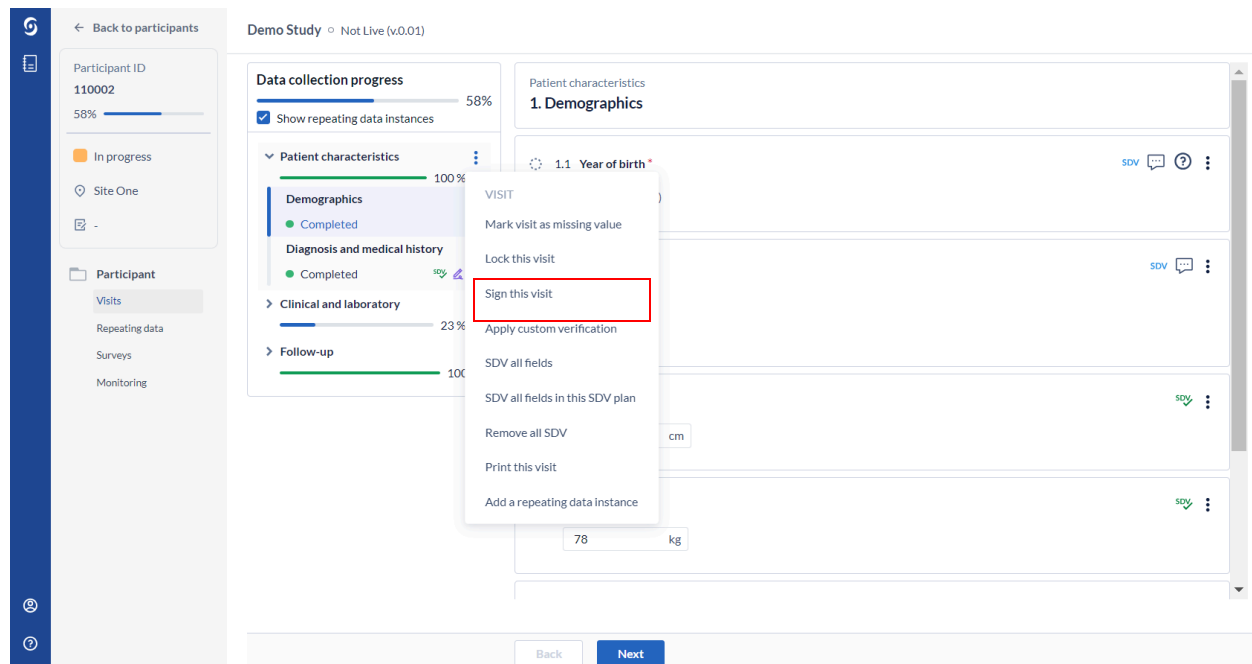 Back to participants
Participant ID
110002
58%
In progress
Site One
-
Participant
Visits
Repeating data
Surveys
Monitoring
Demo Study
Not Live (v.0.01)
Data collection progress
58%
Show repeating data instances
Patient characteristics
100 %
Demographics
Completed
Diagnosis and medical history
Completed
SDV
Clinical and laboratory
23 %
Follow-up
100
VISIT
Mark visit as missing value
Lock this visit
Sign this visit
Apply custom verification
SDV all fields
SDV all fields in this SDV plan
Remove all SDV
Print this visit
Add a repeating data instance
Patient characteristics
1. Demographics
1.1 Year of birth *
SDV
)
SDV
SDV
cm
SDV
78 kg
Back
Next